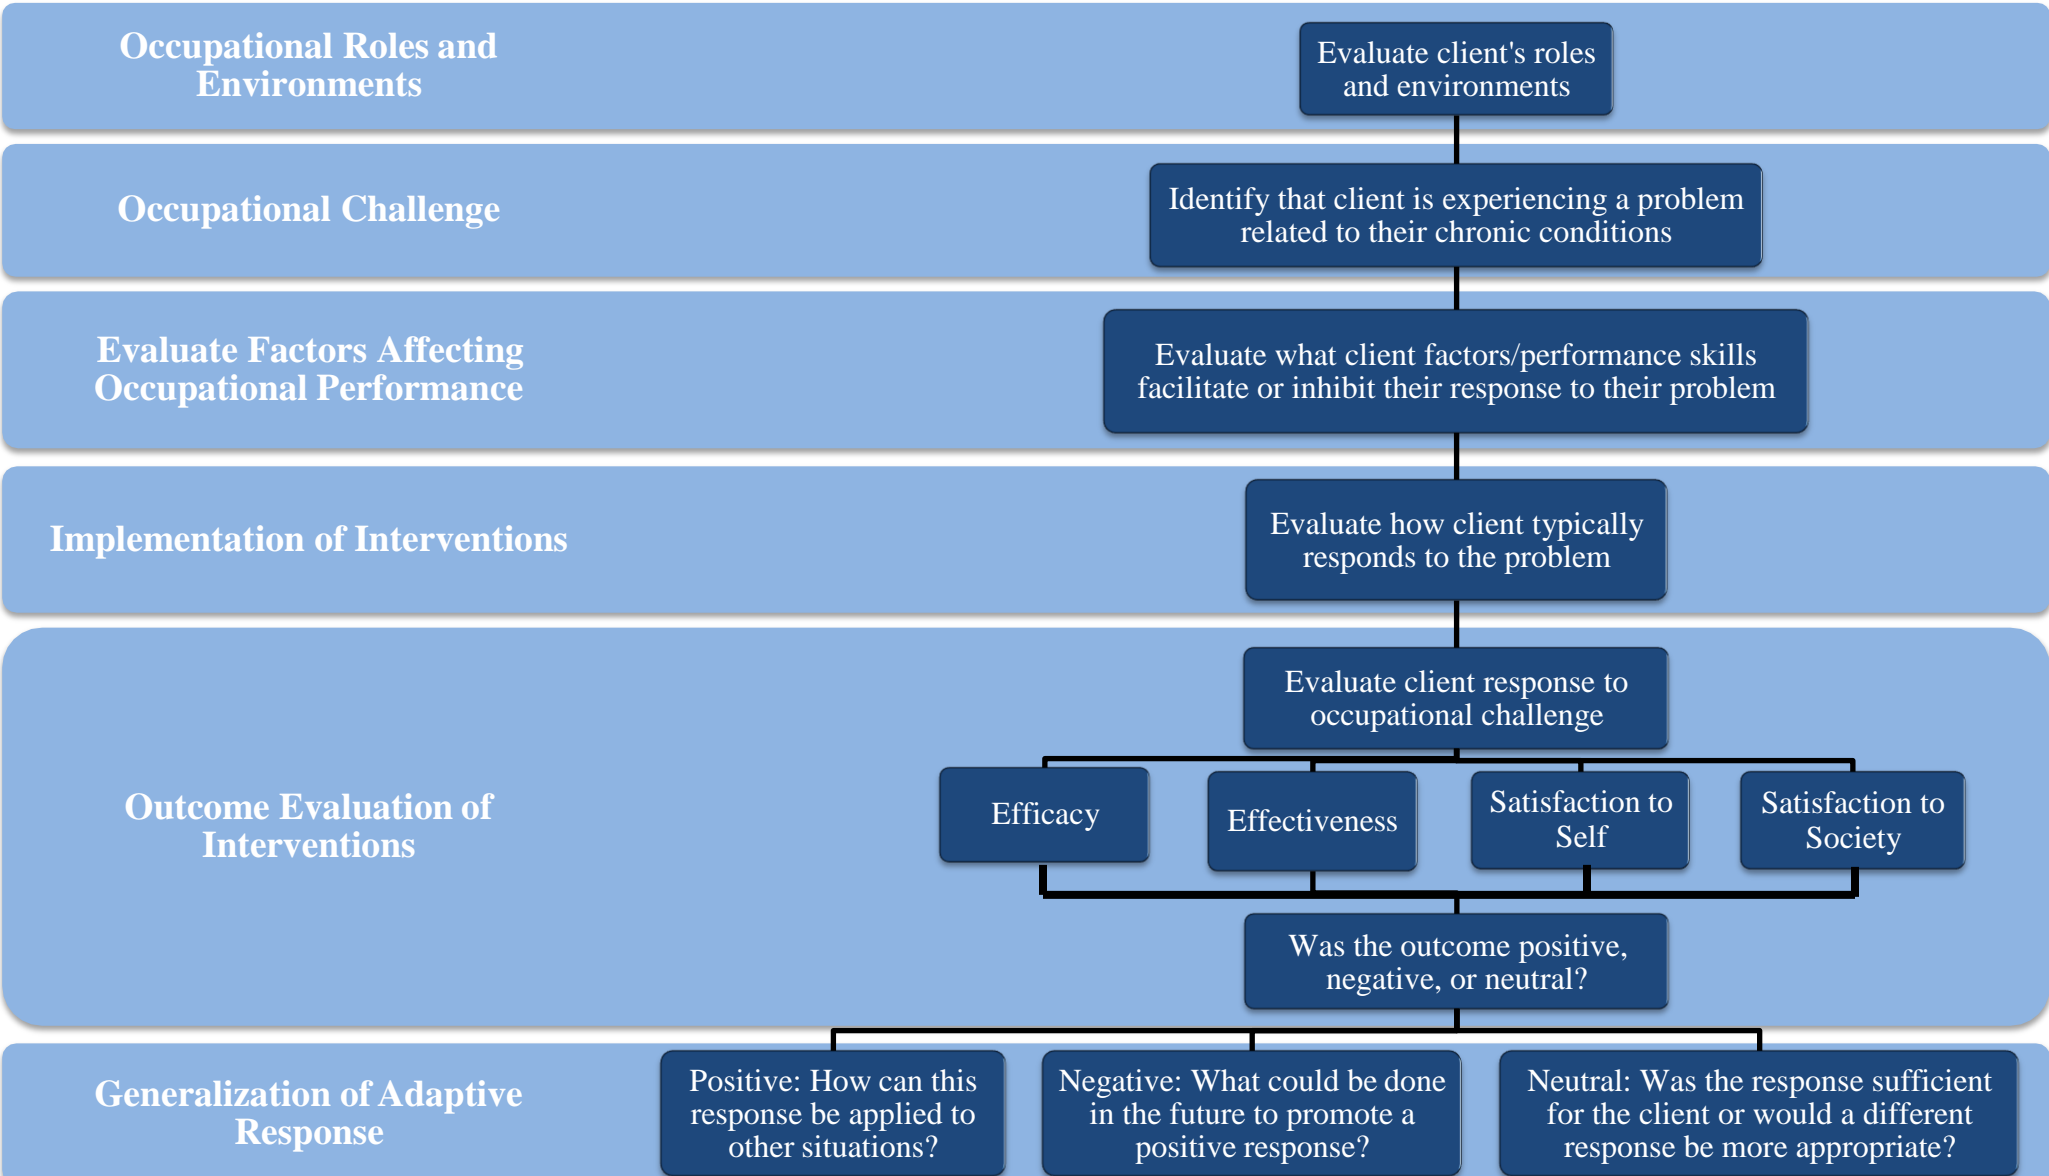 Occupational Roles and
Environments
Evaluate client's roles
and environments
Occupational Challenge
Identify that client is experiencing a problem
related to their chronic conditions
Evaluate Factors Affecting
Occupational Performance
Evaluate what client factors/performance skills
facilitate or inhibit their response to their problem
Implementation of Interventions
Evaluate how client typically
responds to the problem
Outcome Evaluation of
Interventions
Evaluate client response to
occupational challenge
Efficacy
Effectiveness
Satisfaction to
Self
Satisfaction to
Society
Was the outcome positive,
negative, or neutral?
Generalization of Adaptive
Response
Positive: How can this
response be applied to
other situations?
Negative: What could be done
in the future to promote a
positive response?
Neutral: Was the response sufficient
for the client or would a different
response be more appropriate?